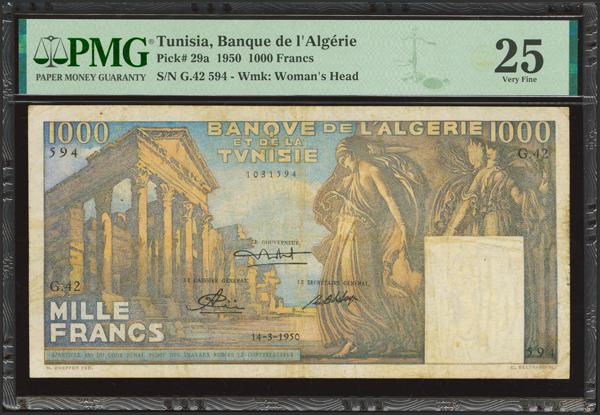 PMG
PAPER MONEY GUARANTY
Tunisia, Banque de l'Algérie
Pick# 29a 1950 1000 Francs
S/N G.42 594 - Wmk: Woman's Head
25
Very Fine
1000 BANQVE DE L'ALGERIE 1000
ET DE LA
TVNISIE
594
G.42
1031594
LE GOUVERNEUR,
LE CAISSIER GÉNÉRAL,
LE SECRÉTAIRE GÉNÉRAL,
G.42
MILLE
FRANCS
14-3-1950
594